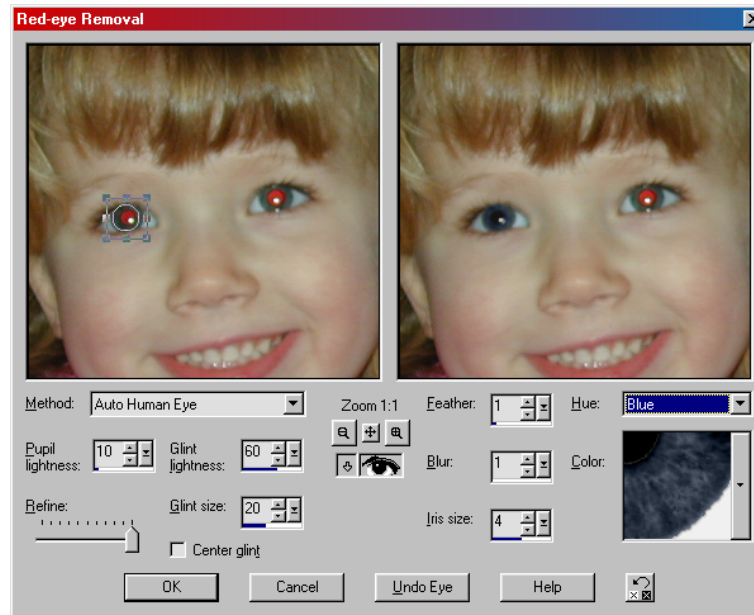 Red-eye Removal
Method: Auto Human Eye
Zoom 1:1
Feather: 1
Hue: Blue
Pupil lightness: 10
Glint lightness: 60
Blur: 1
Color:
Refine:
Glint size: 20
Iris size: 4
Center glint
OK
Cancel
Undo Eye
Help